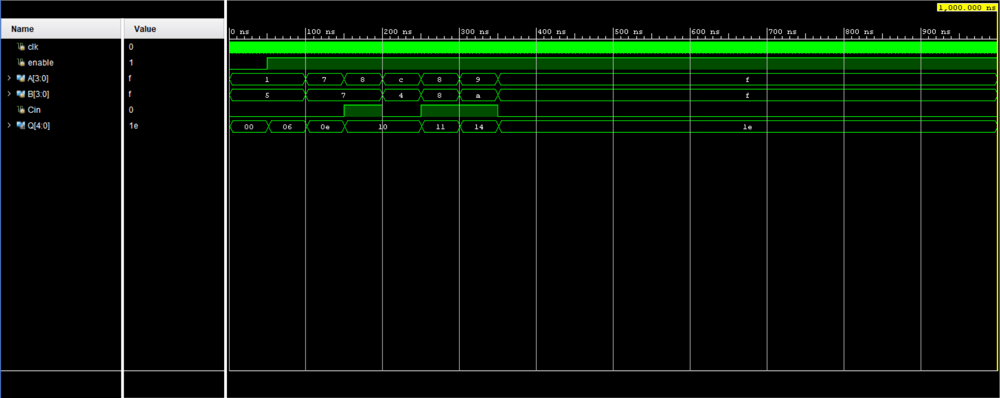 1,000.000 ns
Name Value
0 ns 100 ns 200 ns 300 ns 400 ns 500 ns 600 ns 700 ns 800 ns 900 ns
clk 0
enable 1
A[3:0] f 1 7 8 c 8 9 f
B[3:0] f 5 7 4 8 a f
Cin 0
Q[4:0] 1e 00 06 0e 10 11 14 1e